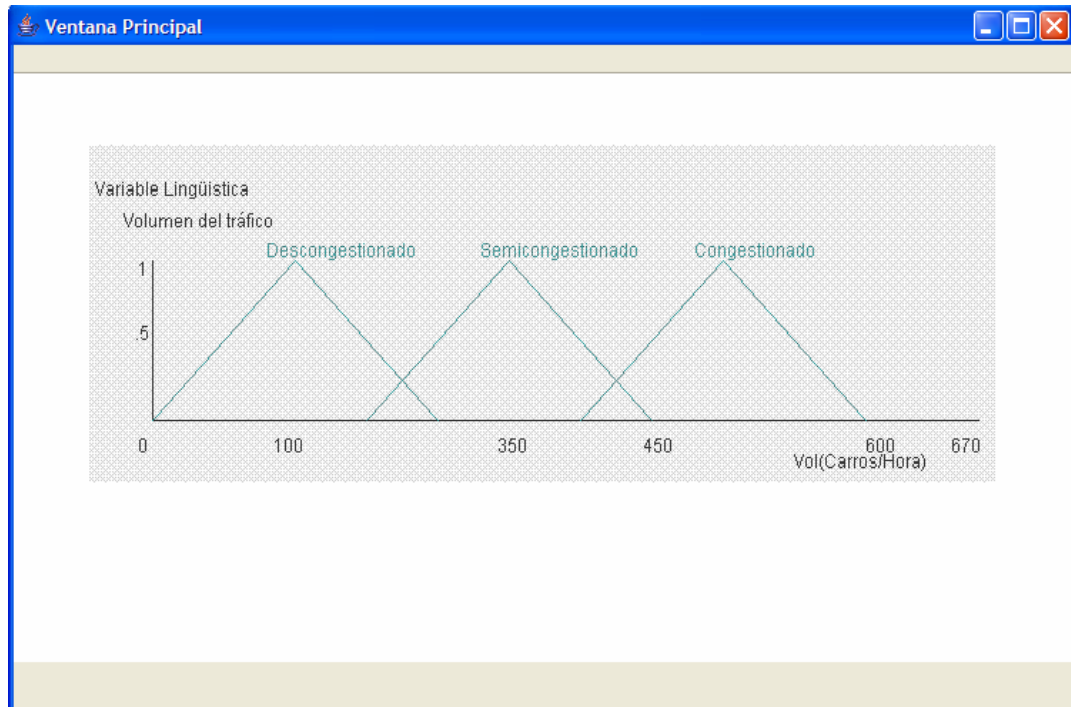 Ventana Principal
Variable Lingüistica
Volumen del tráfico
Descongestionado Semicongestionado Congestionado
1
.5
0 100 350 450 600 670
Vol(Carros/Hora)